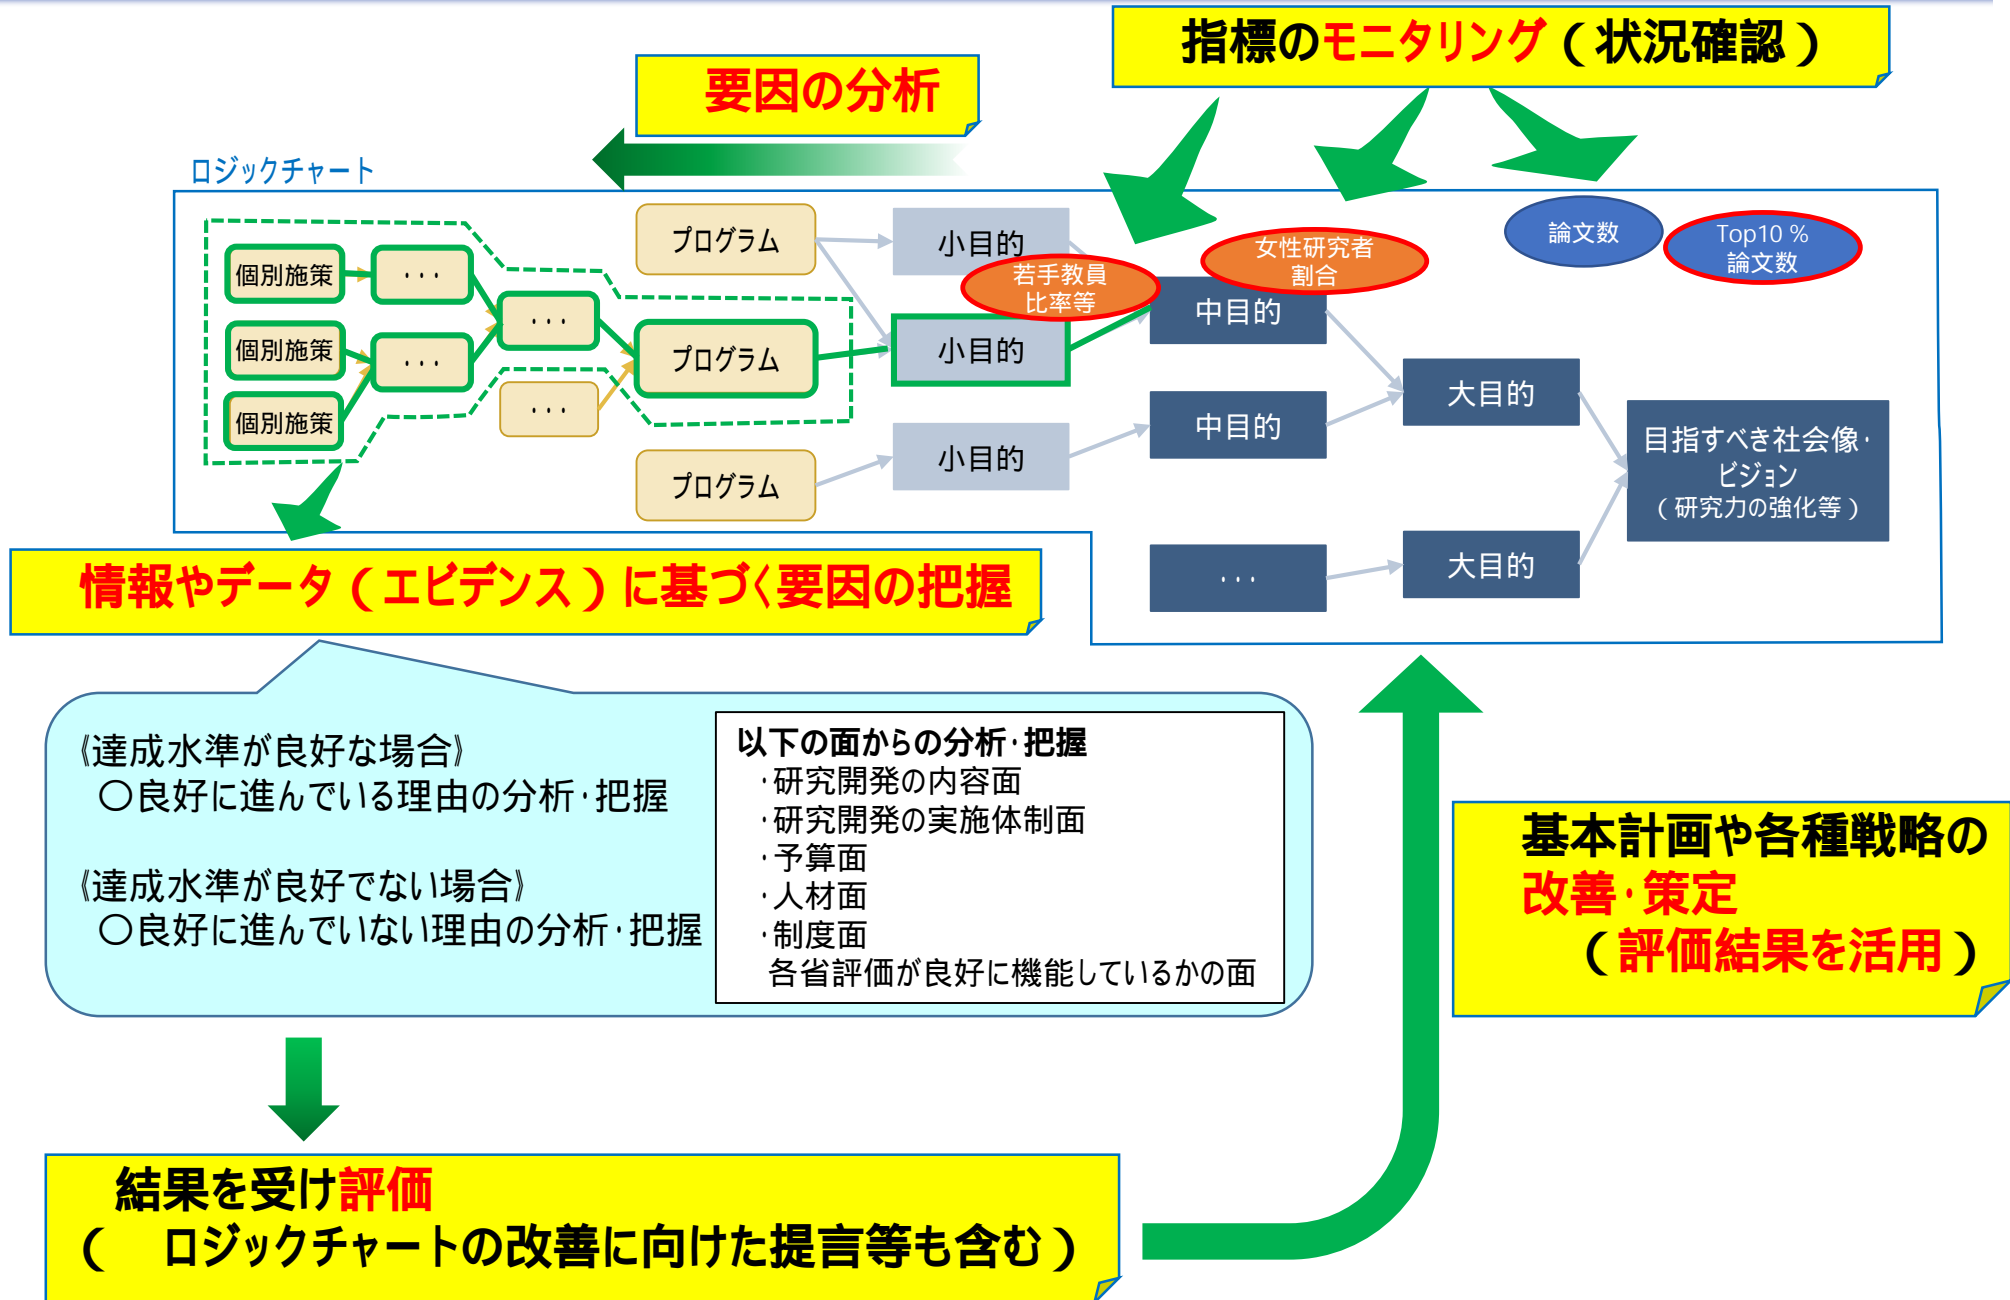 指標のモニタリング(状況確認)
要因の分析
ロジックチャート
プログラム
小目的
論文数
Top10%
論文数
女性研究者
割合
若手教員
比率等
個別施策
・・・
・・・
中目的
個別施策
・・・
プログラム
小目的
大目的
個別施策
・・・
中目的
目指すべき社会像・
ビジョン
(研究力の強化等)
プログラム
小目的
・・・
大目的
情報やデータ(エビデンス)に基づく要因の把握
《達成水準が良好な場合》
〇良好に進んでいる理由の分析・把握
《達成水準が良好でない場合》
〇良好に進んでいない理由の分析・把握
以下の面からの分析・把握
・研究開発の内容面
・研究開発の実施体制面
・予算面
・人材面
・制度面
各省評価が良好に機能しているかの面
基本計画や各種戦略の
改善・策定
(評価結果を活用)
結果を受け評価
( ロジックチャートの改善に向けた提言等も含む)